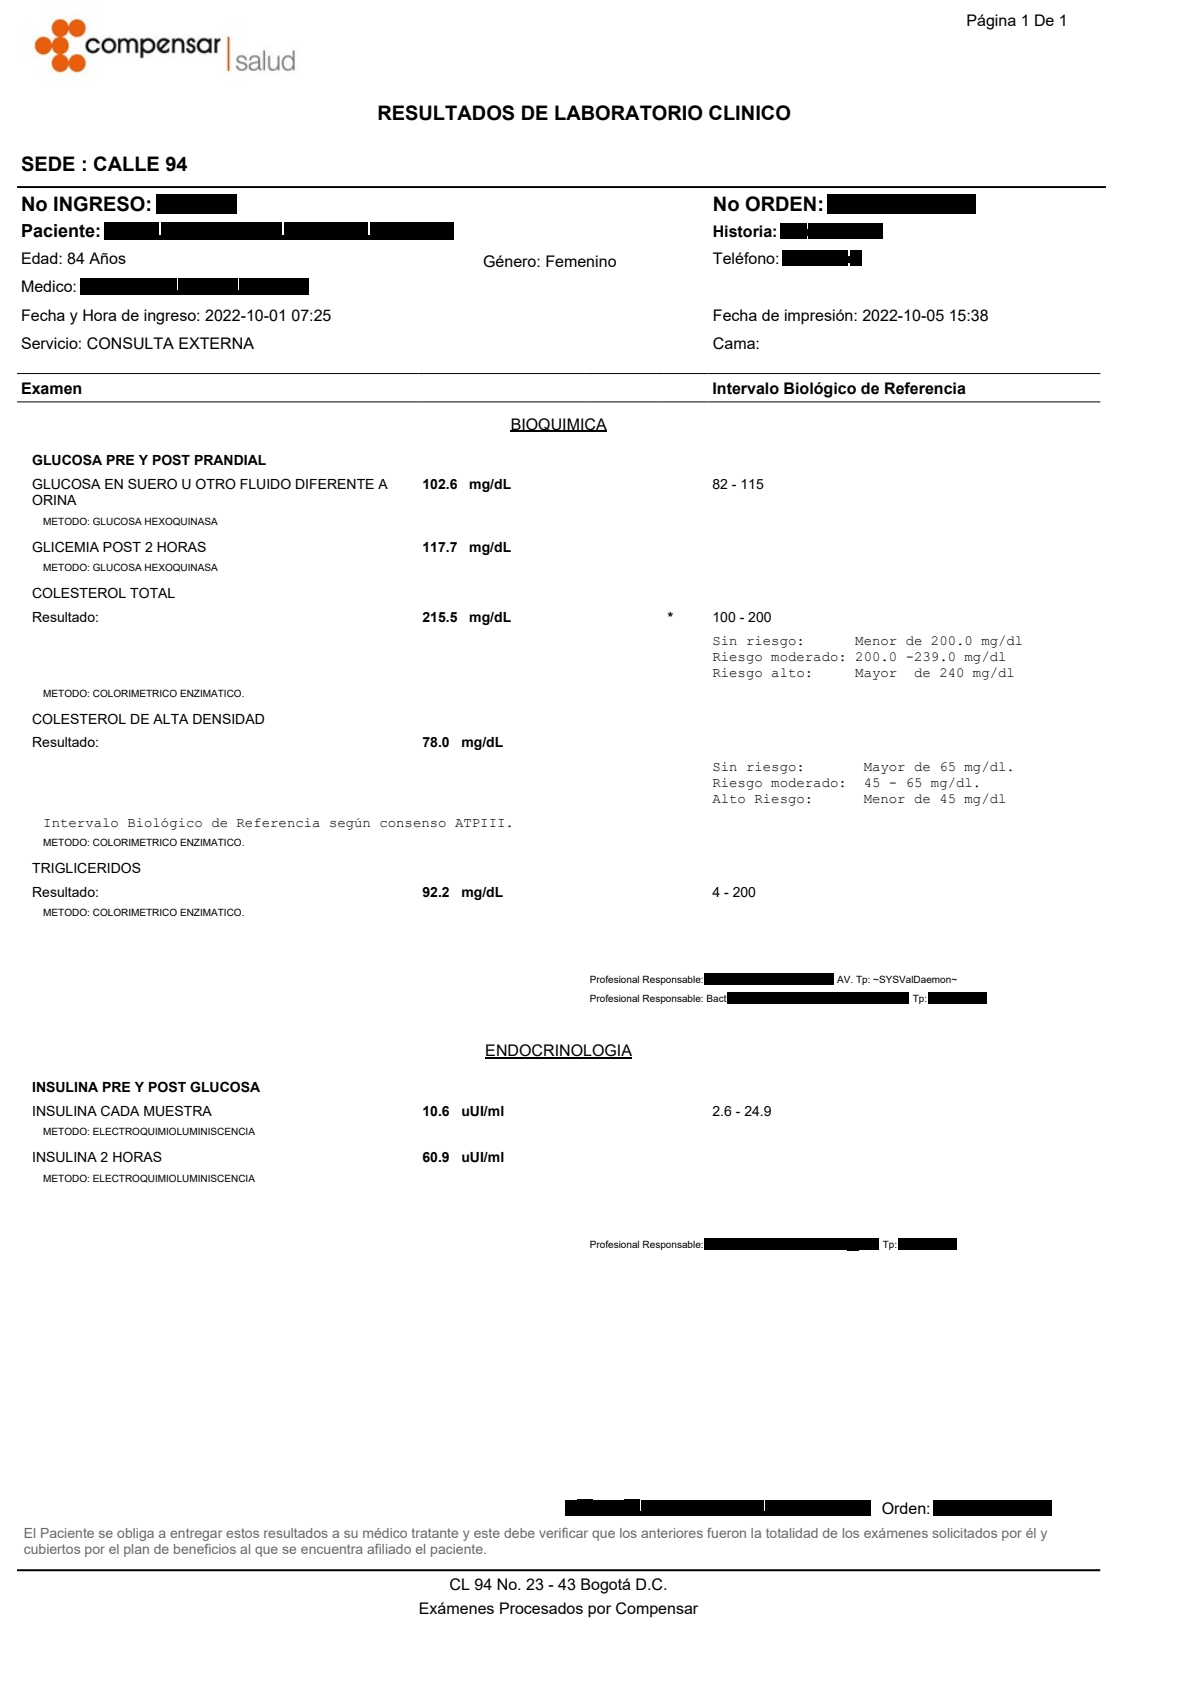 Página 1 De 1
compensar salud
RESULTADOS DE LABORATORIO CLINICO
SEDE : CALLE 94
No INGRESO: No ORDEN:
Paciente: Historia:
Edad: 84 Años Género: Femenino Teléfono:
Medico:
Fecha y Hora de ingreso: 2022-10-01 07:25 Fecha de impresión: 2022-10-05 15:38
Servicio: CONSULTA EXTERNA Cama:
Examen Intervalo Biológico de Referencia
BIOQUIMICA
GLUCOSA PRE Y POST PRANDIAL
GLUCOSA EN SUERO U OTRO FLUIDO DIFERENTE A 102.6 mg/dL 82 - 115
ORINA
METODO: GLUCOSA HEXOQUINASA
GLICEMIA POST 2 HORAS 117.7 mg/dL
METODO: GLUCOSA HEXOQUINASA
COLESTEROL TOTAL
Resultado: 215.5 mg/dL * 100 - 200
Sin riesgo: Menor de 200.0 mg/dl
Riesgo moderado: 200.0 -239.0 mg/dl
Riesgo alto: Mayor de 240 mg/dl
METODO: COLORIMETRICO ENZIMATICO.
COLESTEROL DE ALTA DENSIDAD
Resultado: 78.0 mg/dL
Sin riesgo: Mayor de 65 mg/dl.
Riesgo moderado: 45 - 65 mg/dl.
Alto Riesgo: Menor de 45 mg/dl
Intervalo Biológico de Referencia según consenso ATPIII.
METODO: COLORIMETRICO ENZIMATICO.
TRIGLICERIDOS
Resultado: 92.2 mg/dL 4 - 200
METODO: COLORIMETRICO ENZIMATICO.
Profesional Responsable: AV. Tp: ~SYSValDaemon~
Profesional Responsable: Bact Tp:
ENDOCRINOLOGIA
INSULINA PRE Y POST GLUCOSA
INSULINA CADA MUESTRA 10.6 uUI/ml 2.6 - 24.9
METODO: ELECTROQUIMIOLUMINISCENCIA
INSULINA 2 HORAS 60.9 uUI/ml
METODO: ELECTROQUIMIOLUMINISCENCIA
Profesional Responsable: Tp:
Orden:
El Paciente se obliga a entregar estos resultados a su médico tratante y este debe verificar que los anteriores fueron la totalidad de los exámenes solicitados por él y
cubiertos por el plan de beneficios al que se encuentra afiliado el paciente.
CL 94 No. 23 - 43 Bogotá D.C.
Exámenes Procesados por Compensar